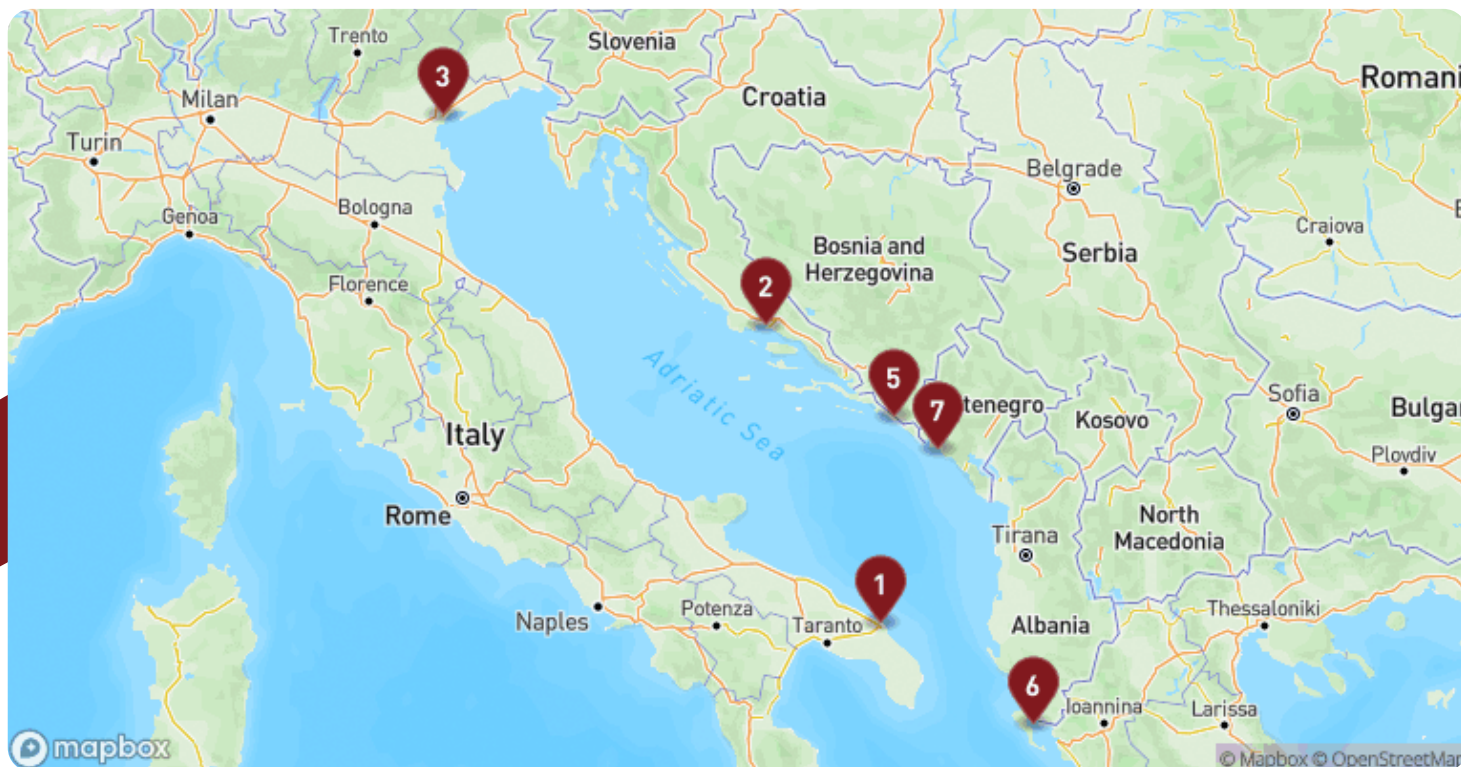 Trento
Slovenia
3
Romani
Milan
Croatia
Turin
Belgrade
Genoa
Bologna
Craiova
Bosnia and
Herzegovina
Serbia
2
Florence
Adriatic Sea
5
7
tenegro
Kosovo
Sofia
Bulgar
Italy
Plovdiv
Rome
North
Macedonia
Tirana
1
Naples
Potenza
Taranto
Albania
Thessaloniki
6
Ioannina
Larissa
mapbox
© Mapbox © OpenStreetMap